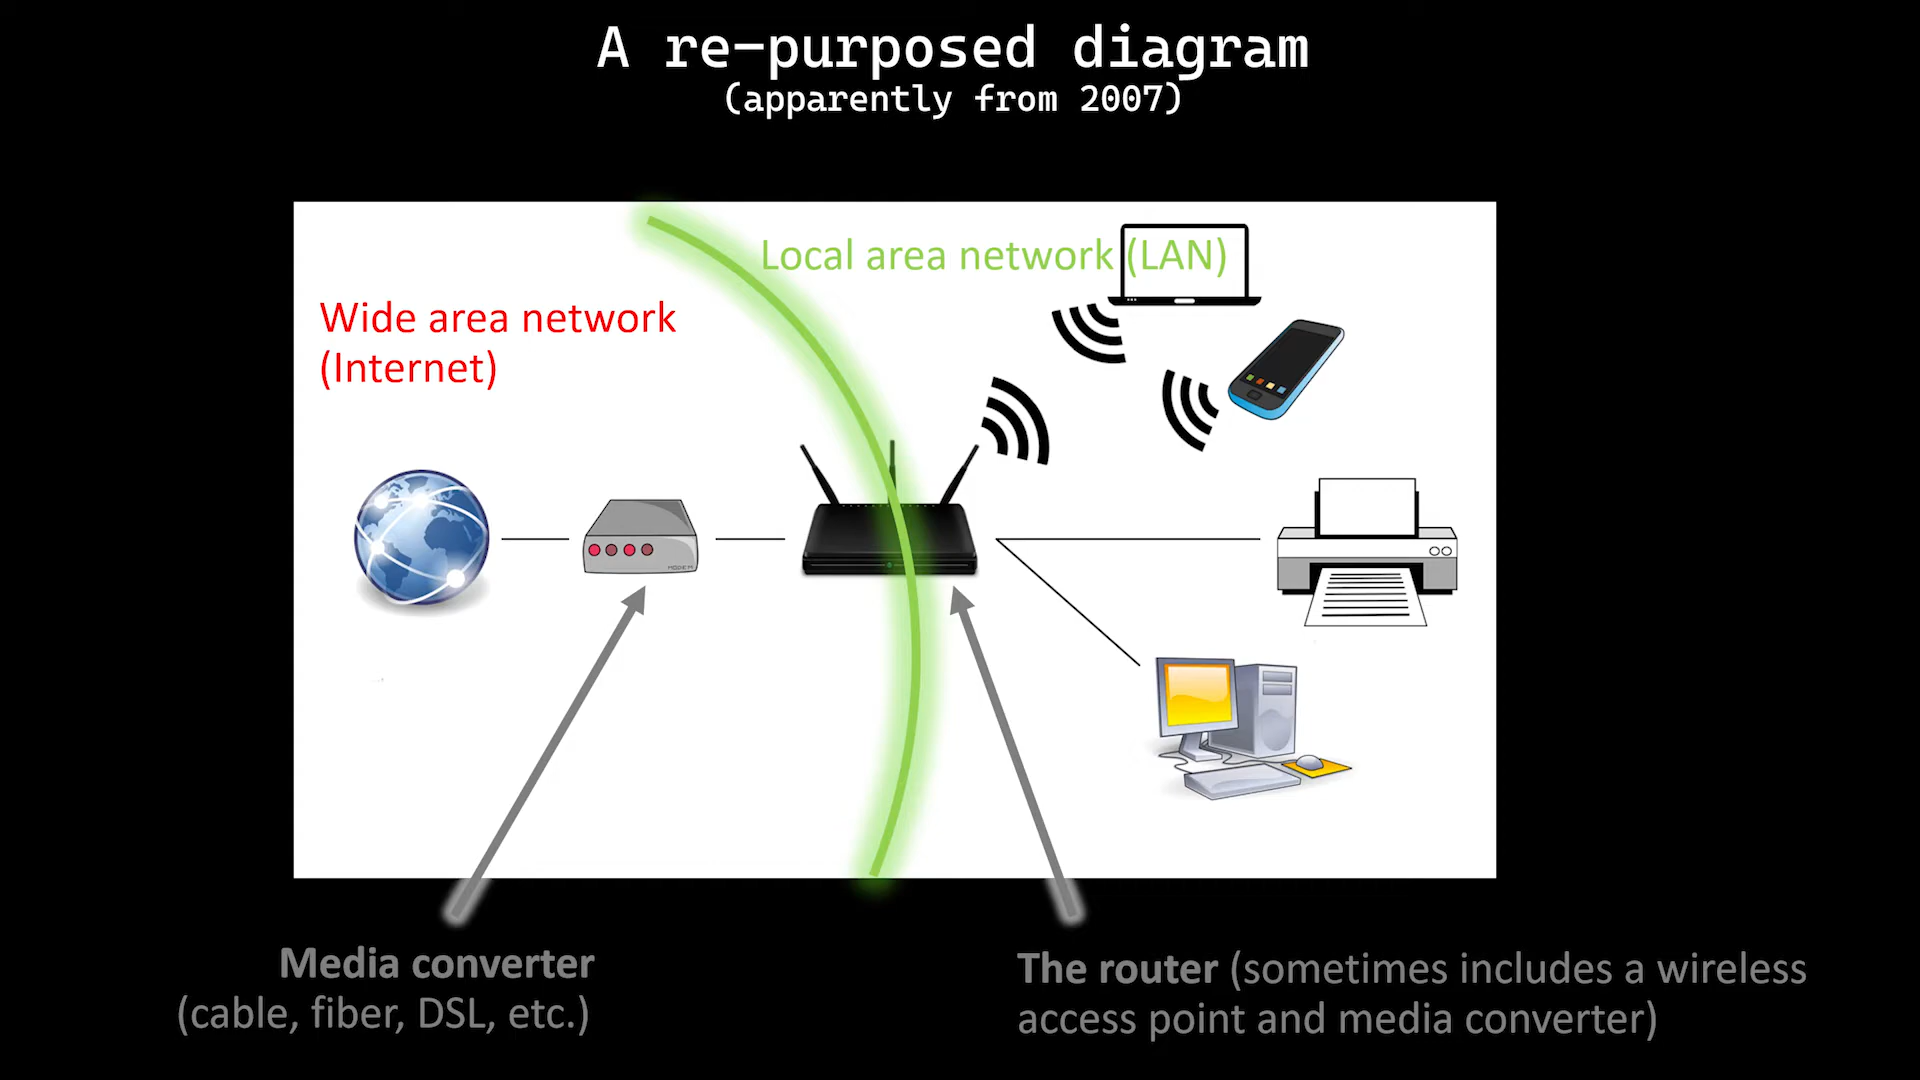 A re-purposed diagram
(apparently from 2007)
Local area network (LAN)
Wide area network
(Internet)
MODEM
Media converter
(cable, fiber, DSL, etc.)
The router (sometimes includes a wireless
access point and media converter)